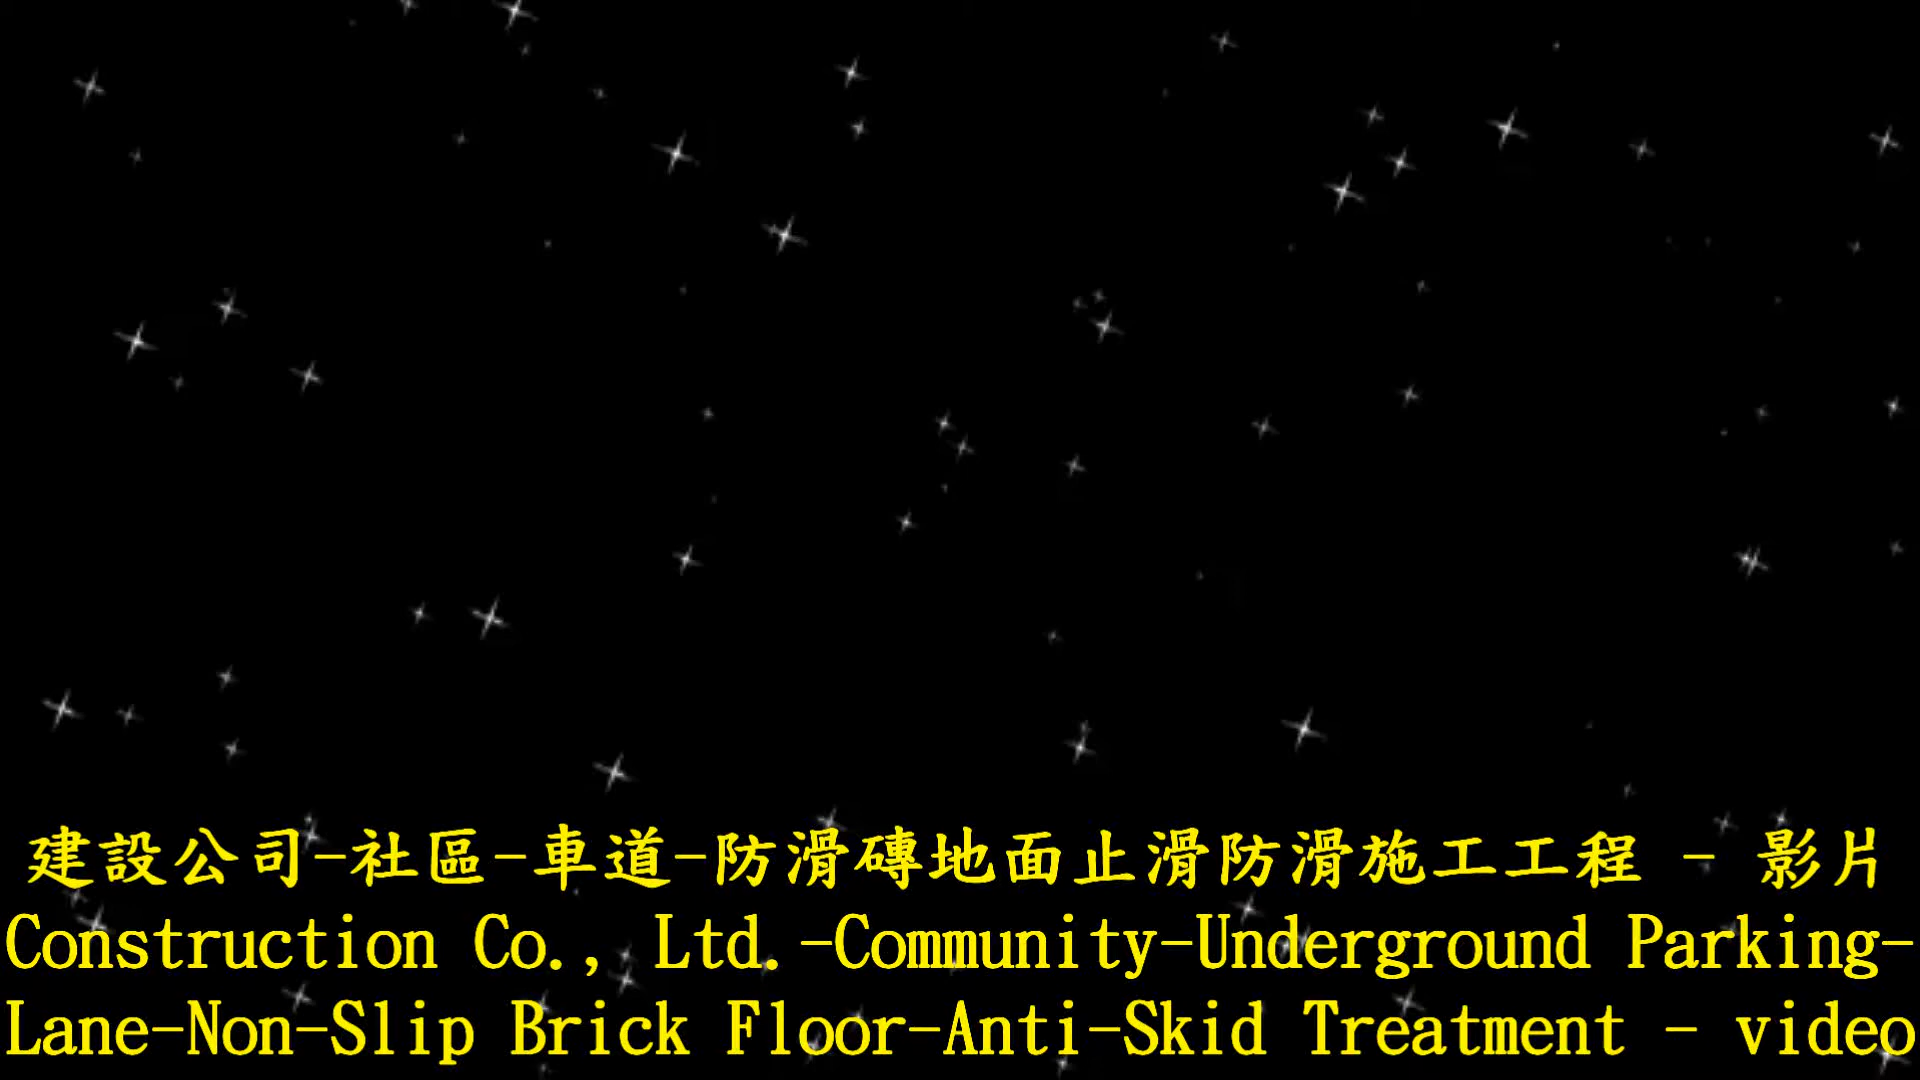 建設公司-社區-車道-防滑磚地面止滑防滑施工工程 - 影片
Construction Co., Ltd.-Community-Underground Parking-
Lane-Non-Slip Brick Floor-Anti-Skid Treatment - video